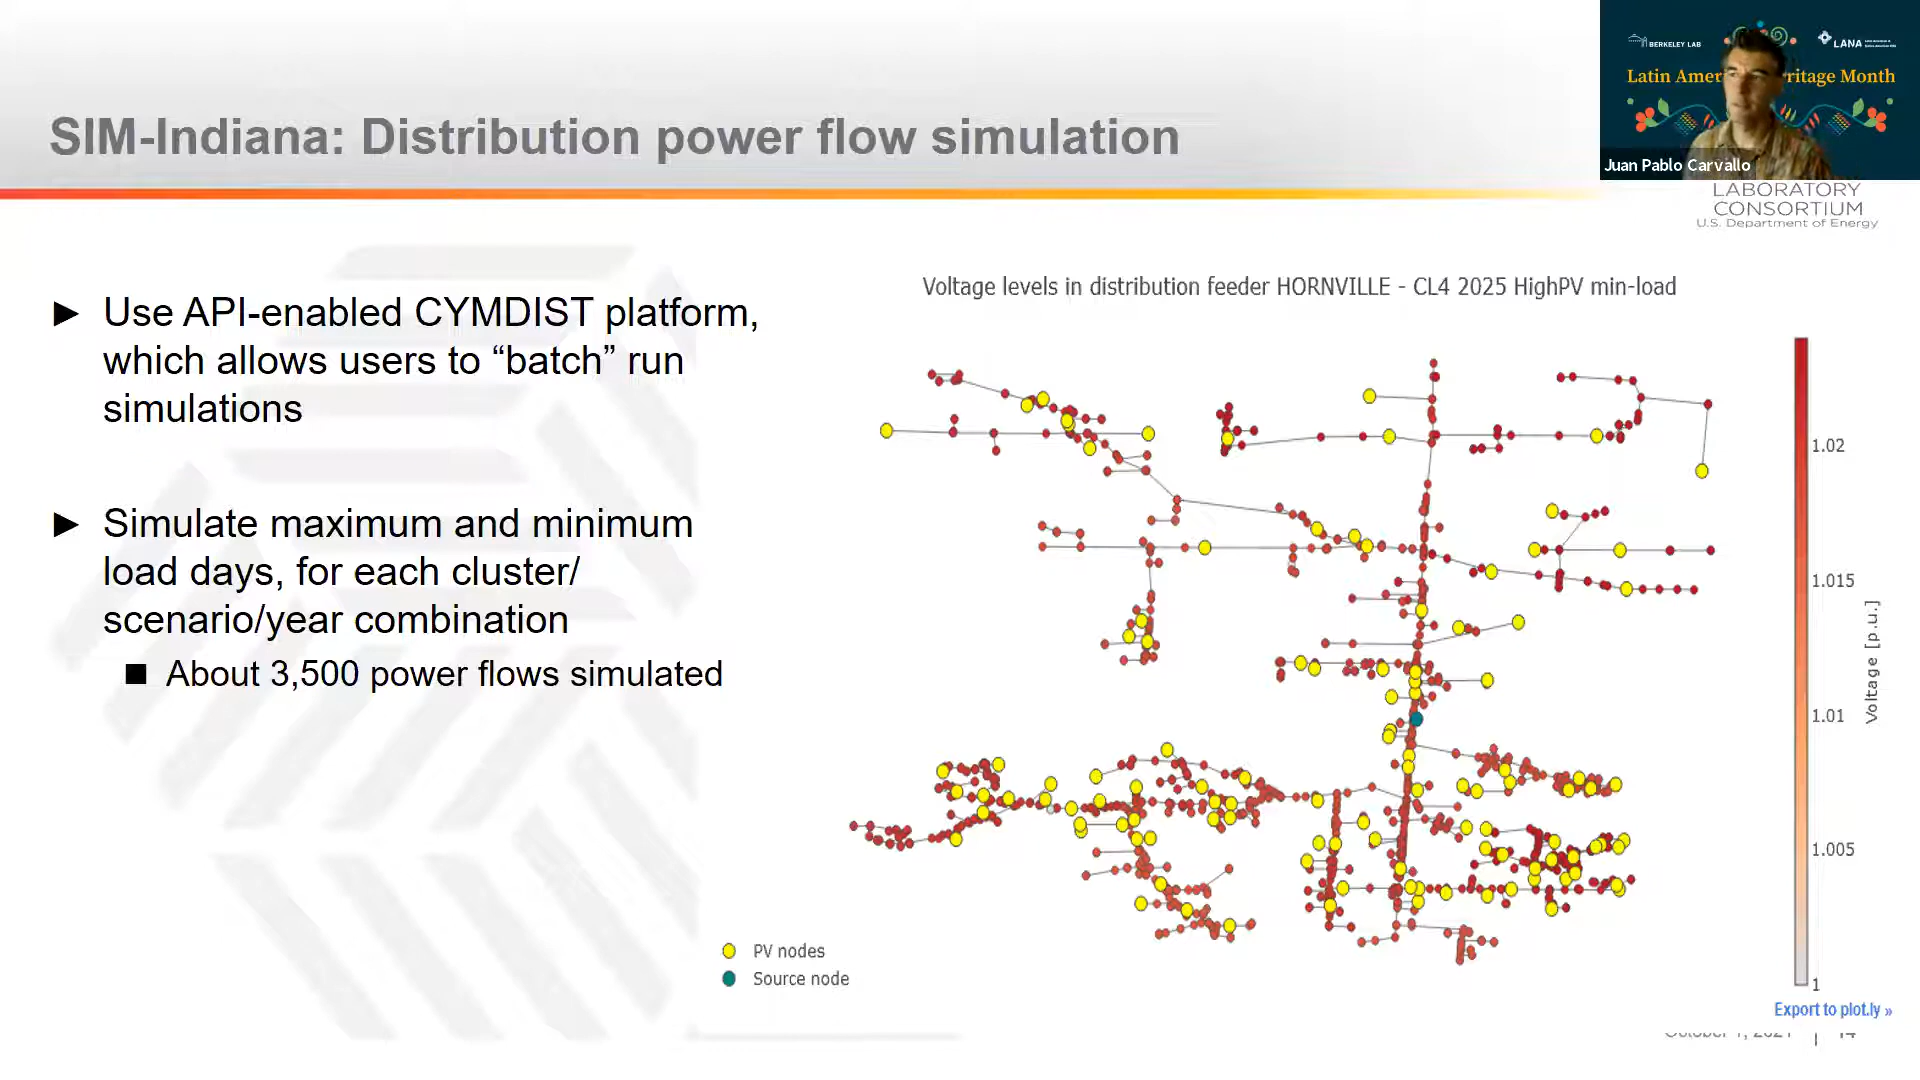 BERKELEY LAB
LANA
Latin Amer ritage Month
Juan Pablo Carvallo
SIM-Indiana: Distribution power flow simulation
LABORATORY
CONSORTIUM
U.S. Department of Energy
► Use API-enabled CYMDIST platform,
which allows users to “batch” run
simulations
► Simulate maximum and minimum
load days, for each cluster/
scenario/year combination
■ About 3,500 power flows simulated
Voltage levels in distribution feeder HORNVILLE - CL4 2025 HighPV min-load
1.02
1.015
1.01
1.005
1
Voltage [p.u.]
PV nodes
Source node
Export to plot.ly »